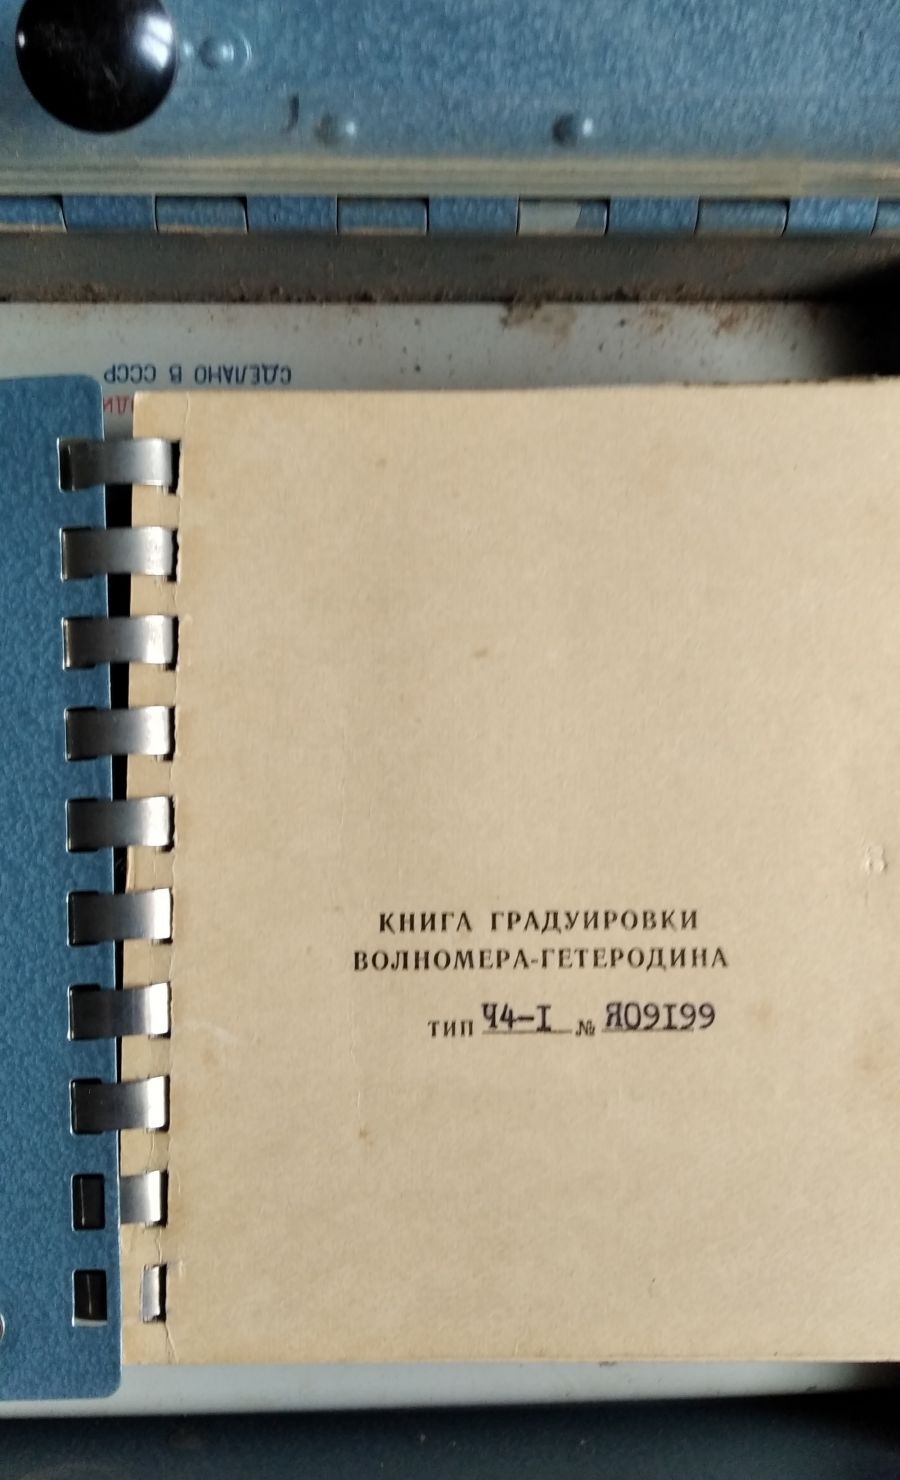 СДЕЛАНО В СССР
КНИГА ГРАДУИРОВКИ
ВОЛНОМЕРА-ГЕТЕРОДИНА
ТИП Ч4-I № Я09I99